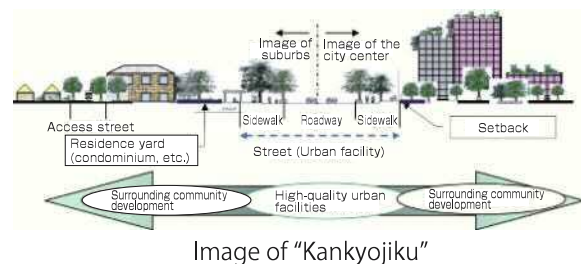 Image of
suburbs
Image of the
city center
Access street
Residence yard
(condominium, etc.)
Sidewalk
Roadway
Sidewalk
Setback
Street (Urban facility)
Surrounding community
development
High-quality urban
facilities
Surrounding community
development
Image of “Kankyojiku”